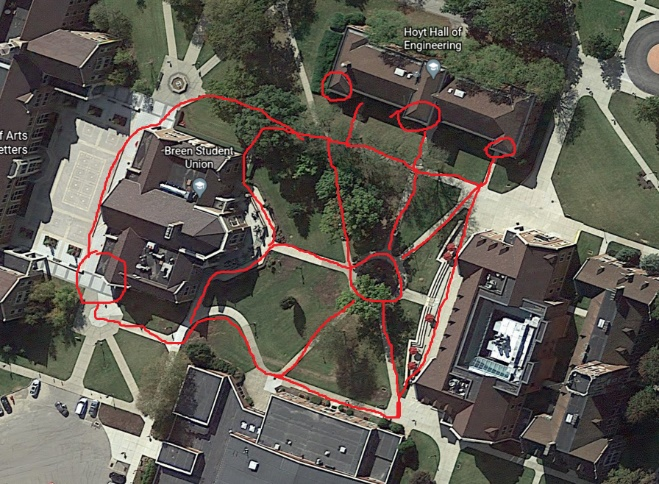 Hoyt Hall of
Engineering
f Arts
etters
Breen Student
Union